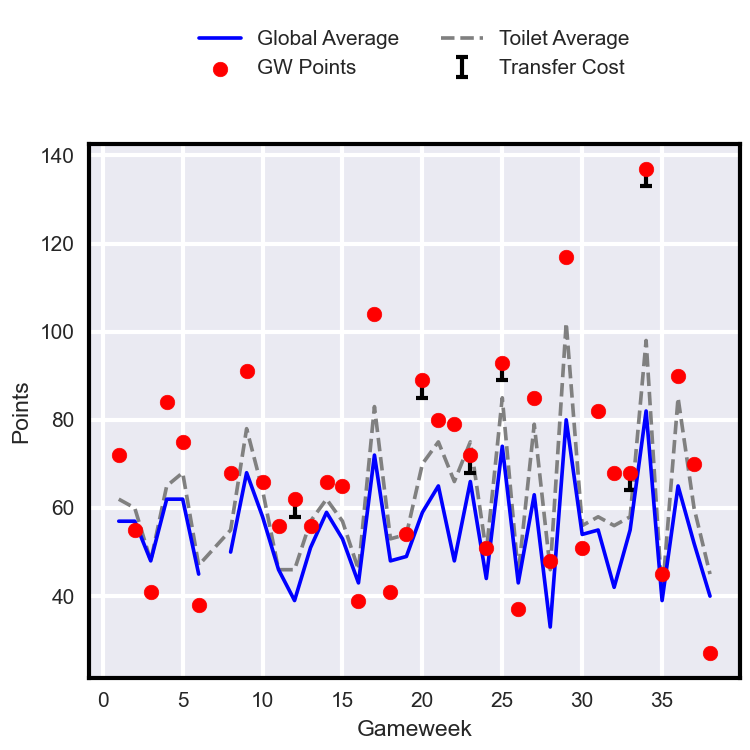 Global Average
Toilet Average
GW Points
Transfer Cost
140
120
100
80
60
40
Points
0 5 10 15 20 25 30 35
Gameweek